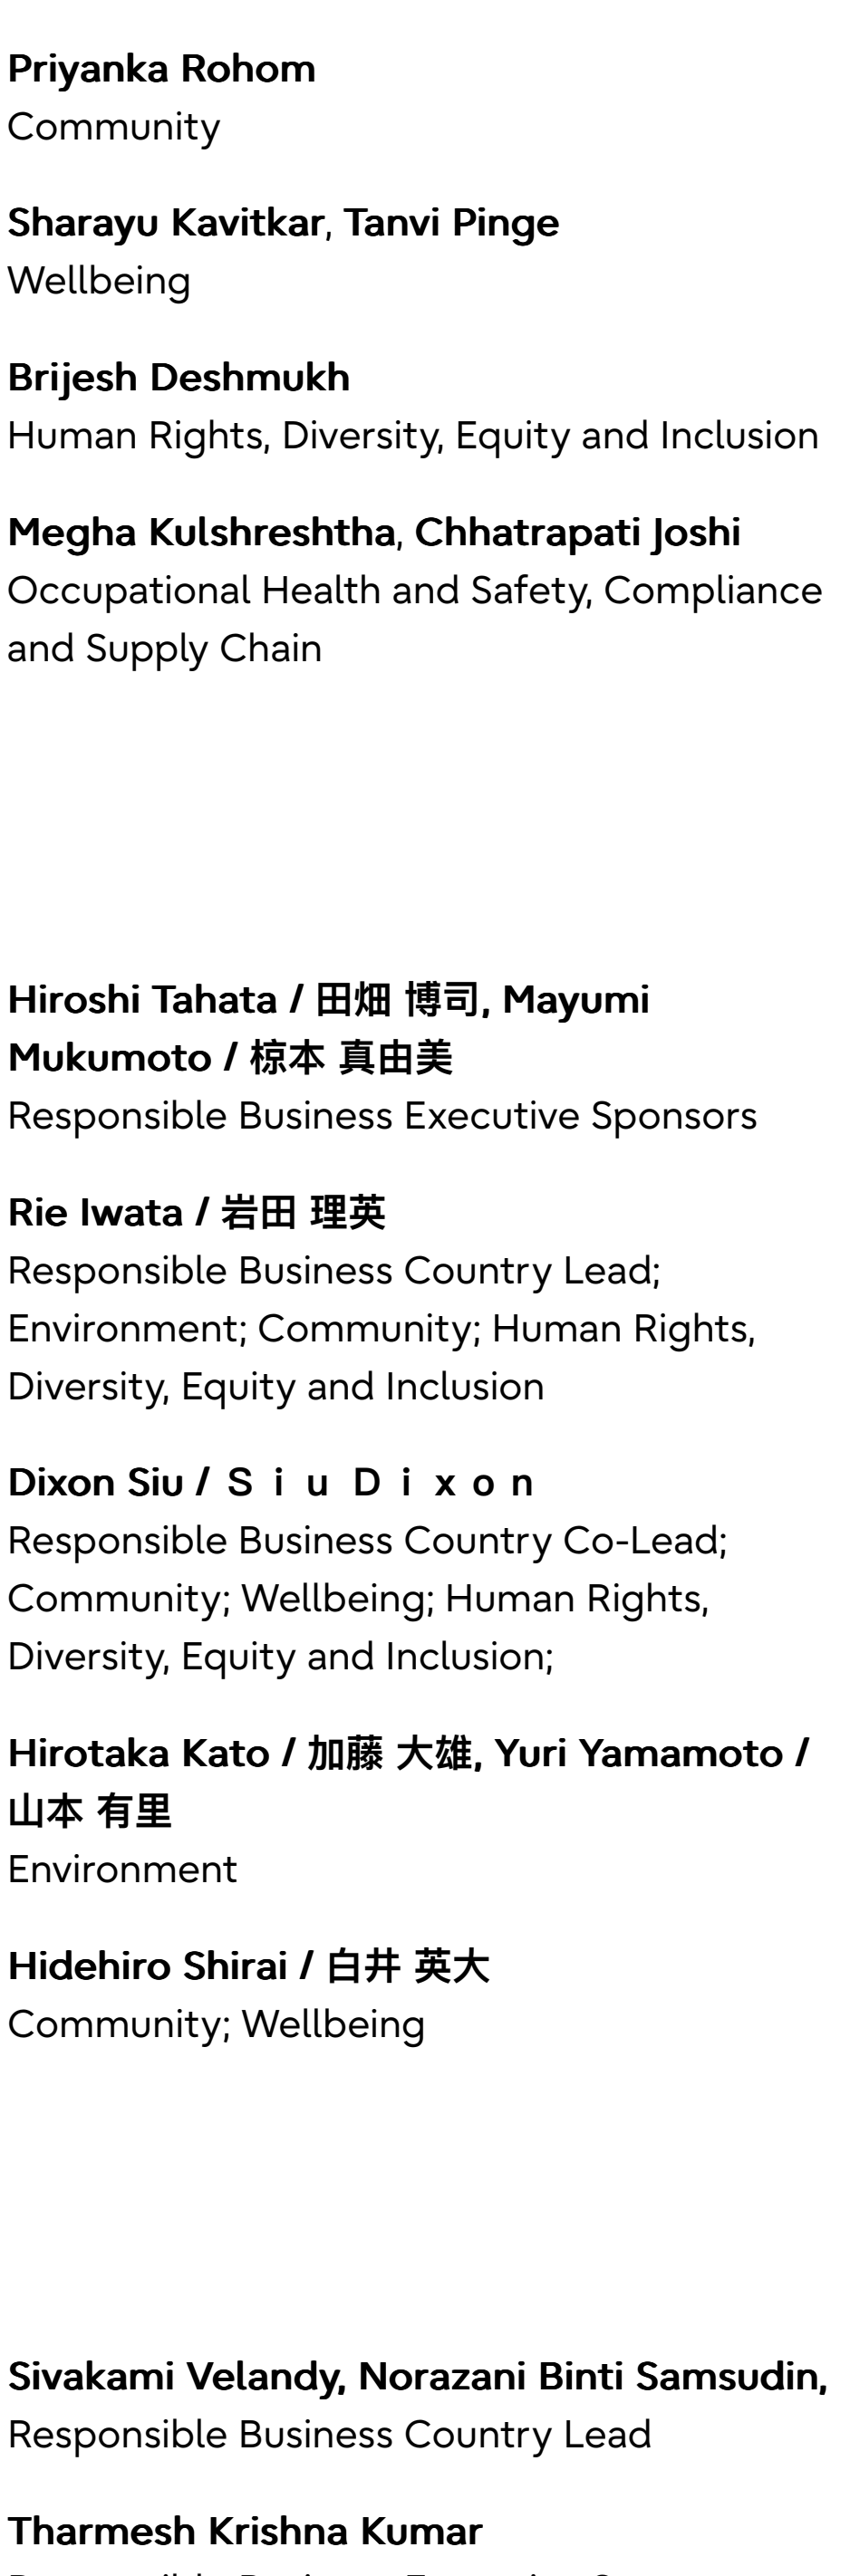 Priyanka Rohom
Community
Sharayu Kavitkar, Tanvi Pinge
Wellbeing
Brijesh Deshmukh
Human Rights, Diversity, Equity and Inclusion
Megha Kulshreshtha, Chhatrapati Joshi
Occupational Health and Safety, Compliance
and Supply Chain
Hiroshi Tahata / 田畑 博司, Mayumi
Mukumoto / 椋本 真由美
Responsible Business Executive Sponsors
Rie Iwata / 岩田 理英
Responsible Business Country Lead;
Environment; Community; Human Rights,
Diversity, Equity and Inclusion
Dixon Siu / Ｓｉｕ Ｄｉｘｏｎ
Responsible Business Country Co-Lead;
Community; Wellbeing; Human Rights,
Diversity, Equity and Inclusion;
Hirotaka Kato / 加藤 大雄, Yuri Yamamoto /
山本 有里
Environment
Hidehiro Shirai / 白井 英大
Community; Wellbeing
Sivakami Velandy, Norazani Binti Samsudin,
Responsible Business Country Lead
Tharmesh Krishna Kumar